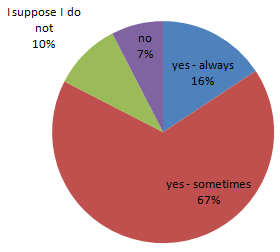 I suppose I do
not
10%
no
7%
yes - always
16%
yes - sometimes
67%